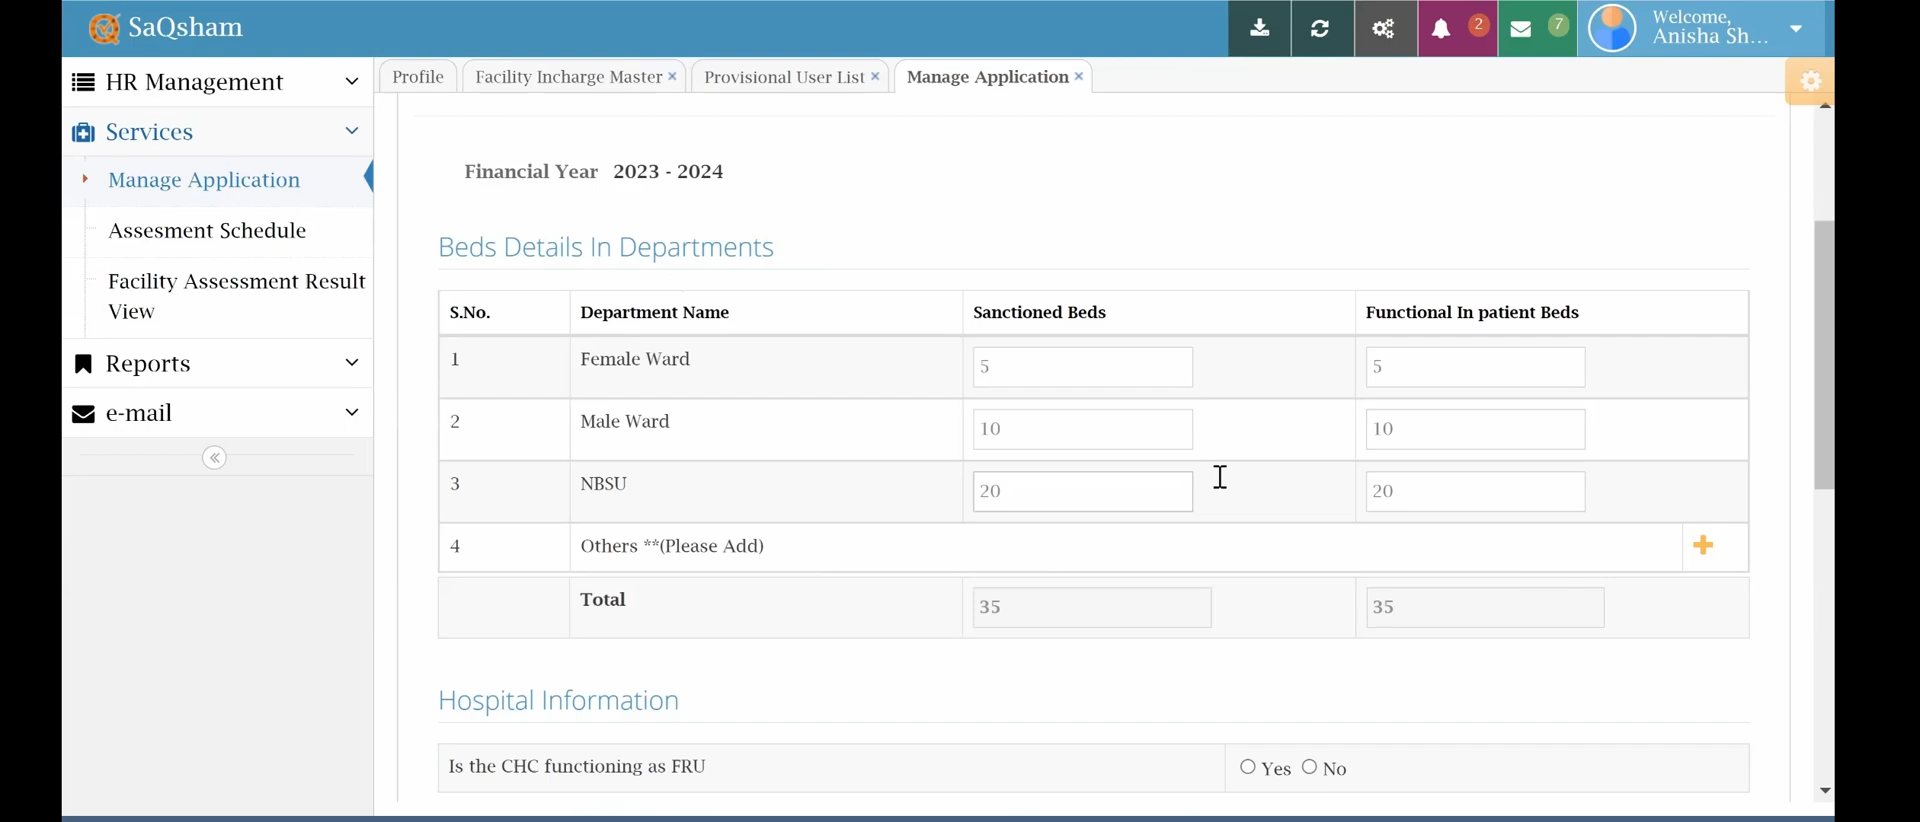 SaQsham
2
7
Welcome,
Anisha Sh...
HR Management
Services
Manage Application
Assesment Schedule
Facility Assessment Result
View
Reports
e-mail
Profile
Facility Incharge Master ×
Provisional User List ×
Manage Application ×
Financial Year 2023 - 2024
Beds Details In Departments
S.No. Department Name Sanctioned Beds Functional In patient Beds
1 Female Ward 5 5
2 Male Ward 10 10
3 NBSU 20 20
4 Others **(Please Add)
Total 35 35
Hospital Information
Is the CHC functioning as FRU Yes No